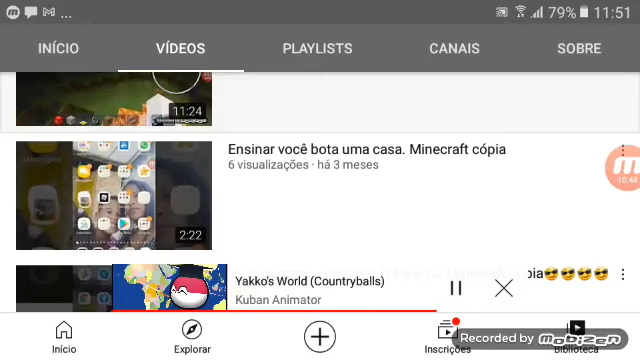 79% 11:51
INÍCIO VÍDEOS PLAYLISTS CANAIS SOBRE
11:24
Ensinar você bota uma casa. Minecraft cópia
6 visualizações · há 3 meses
10:48
2:22
pia😎😎😎😎
Yakko's World (Countryballs)
Kuban Animator
Início Explorar Inscrições Biblioteca
Recorded by MOBIZEN